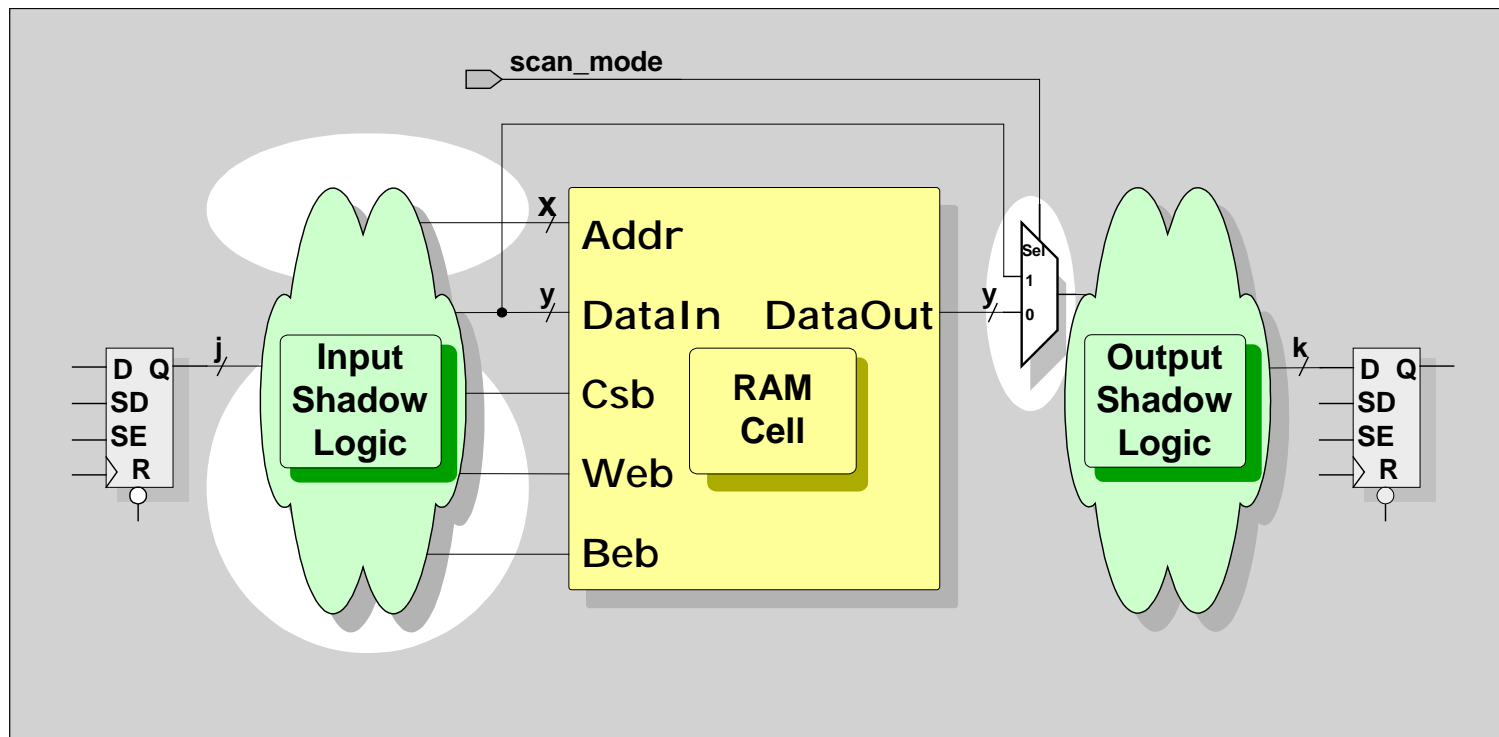 scan_mode
x
Addr
Sel
1
y
DataIn
DataOut
y
0
j
Input
Shadow
Logic
RAM
Cell
Output
Shadow
Logic
k
D Q
SD
SE
R
Csb
Web
Beb
D Q
SD
SE
R